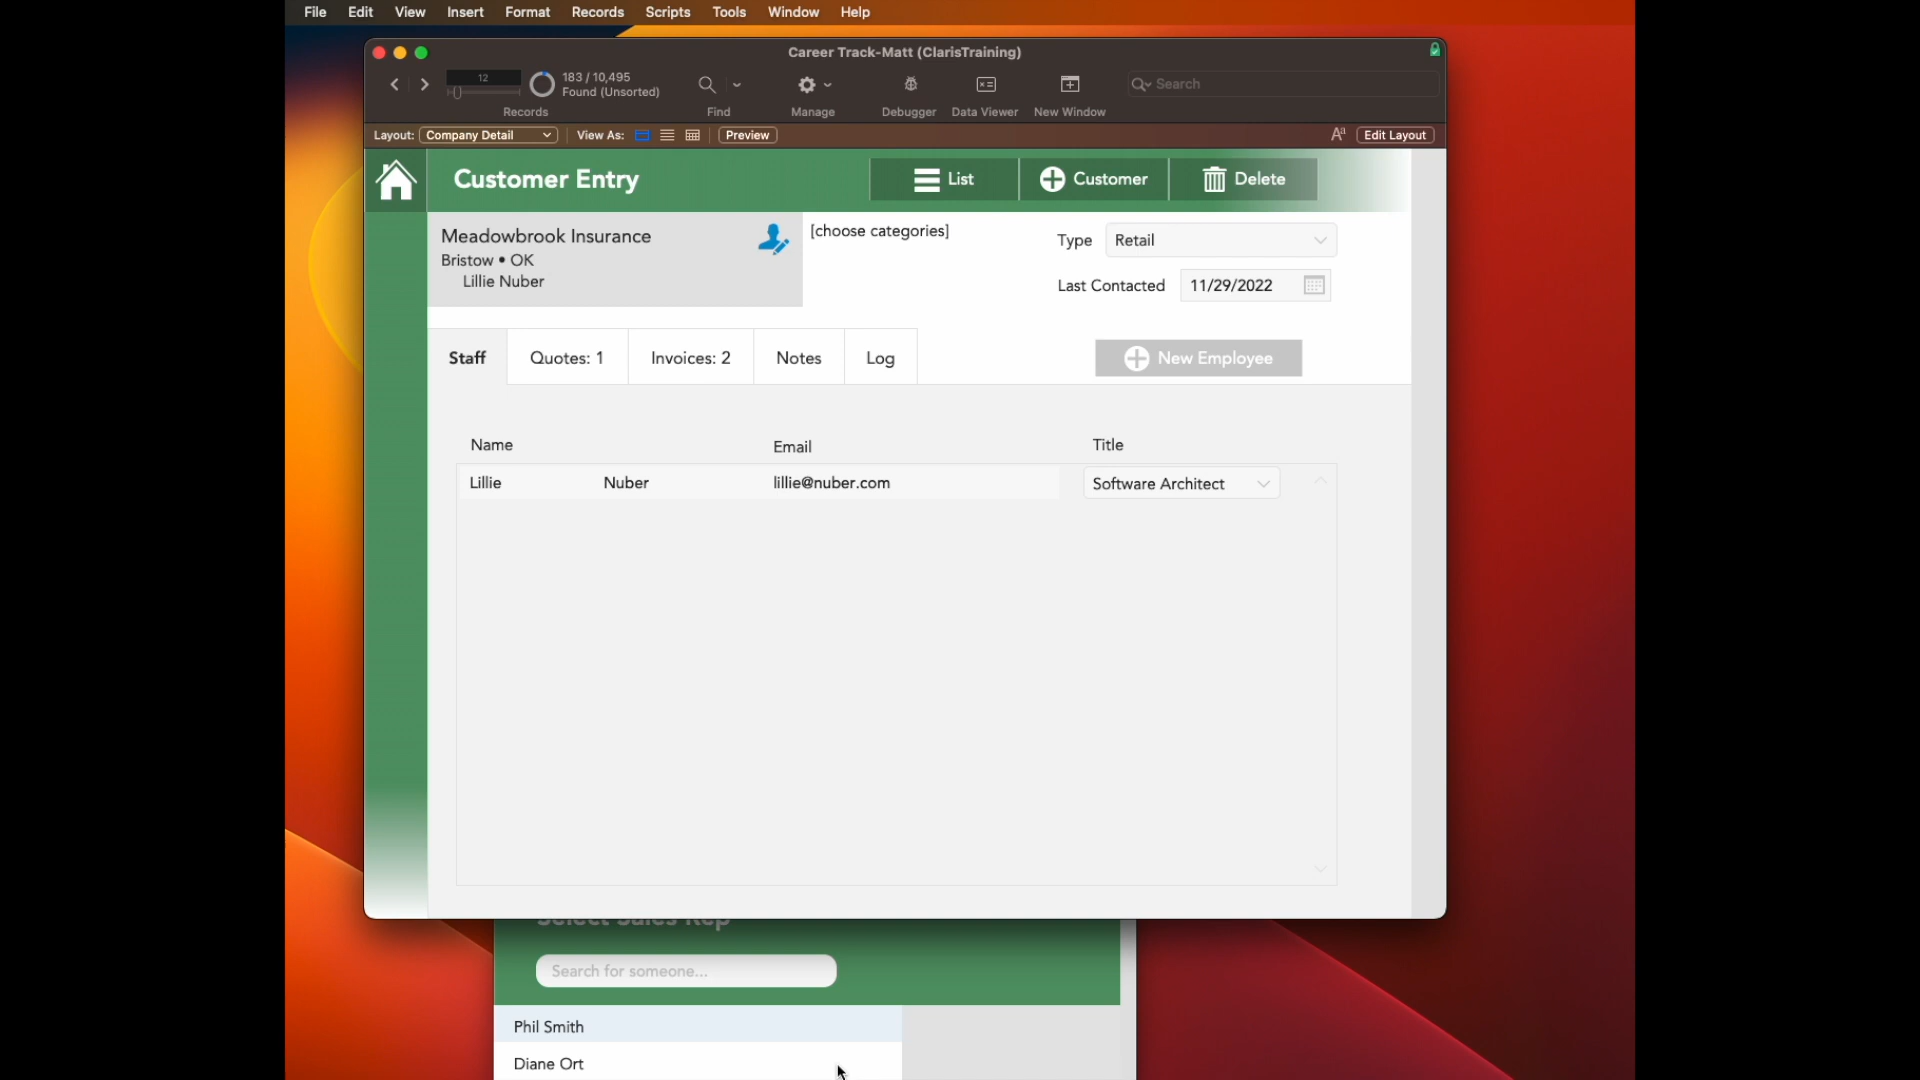 File Edit View Insert Format Records Scripts Tools Window Help
Career Track-Matt (ClarisTraining)
12
183 / 10,495
Found (Unsorted)
Search
Records Find Manage Debugger Data Viewer New Window
Layout: Company Detail View As: Preview Aa Edit Layout
Customer Entry List Customer Delete
Meadowbrook Insurance
Bristow • OK
Lillie Nuber
[choose categories]
Type Retail
Last Contacted 11/29/2022
Staff Quotes: 1 Invoices: 2 Notes Log New Employee
Name Email Title
Lillie Nuber lillie@nuber.com Software Architect
Select Sales Rep
Search for someone...
Phil Smith
Diane Ort